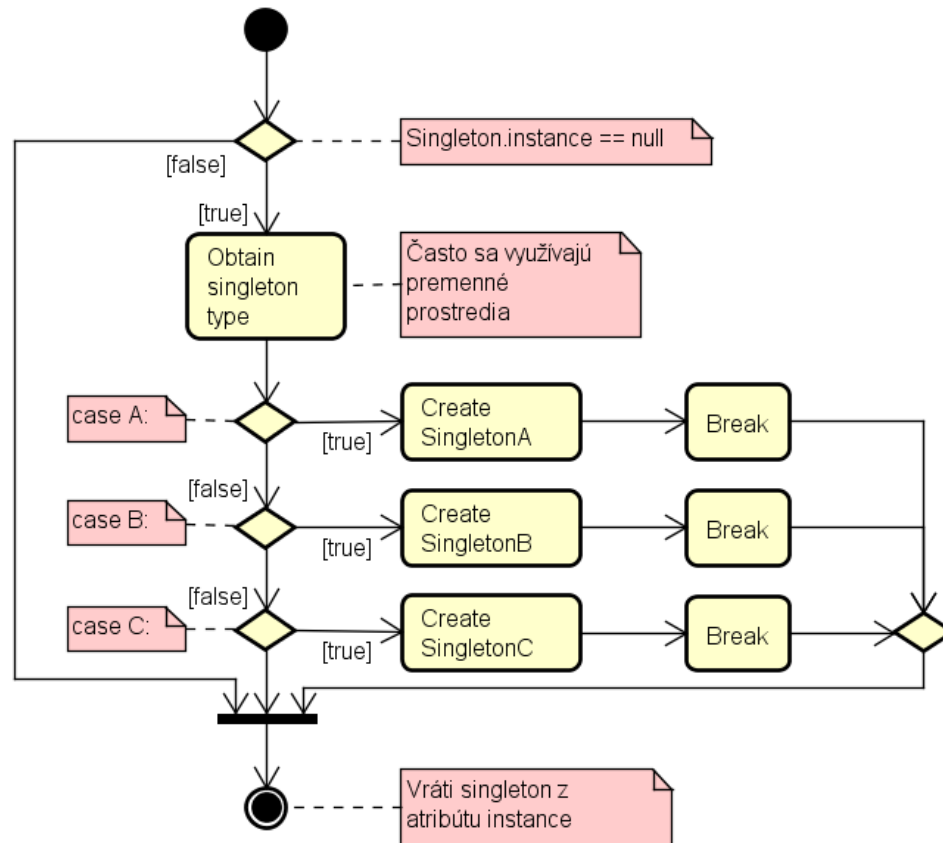 Singleton.instance == null
[false]
[true]
Obtain
singleton
type
Často sa využívajú
premenné
prostredia
case A:
[true]
Create
SingletonA
Break
[false]
case B:
[true]
Create
SingletonB
Break
[false]
case C:
[true]
Create
SingletonC
Break
Vráti singleton z
atribútu instance